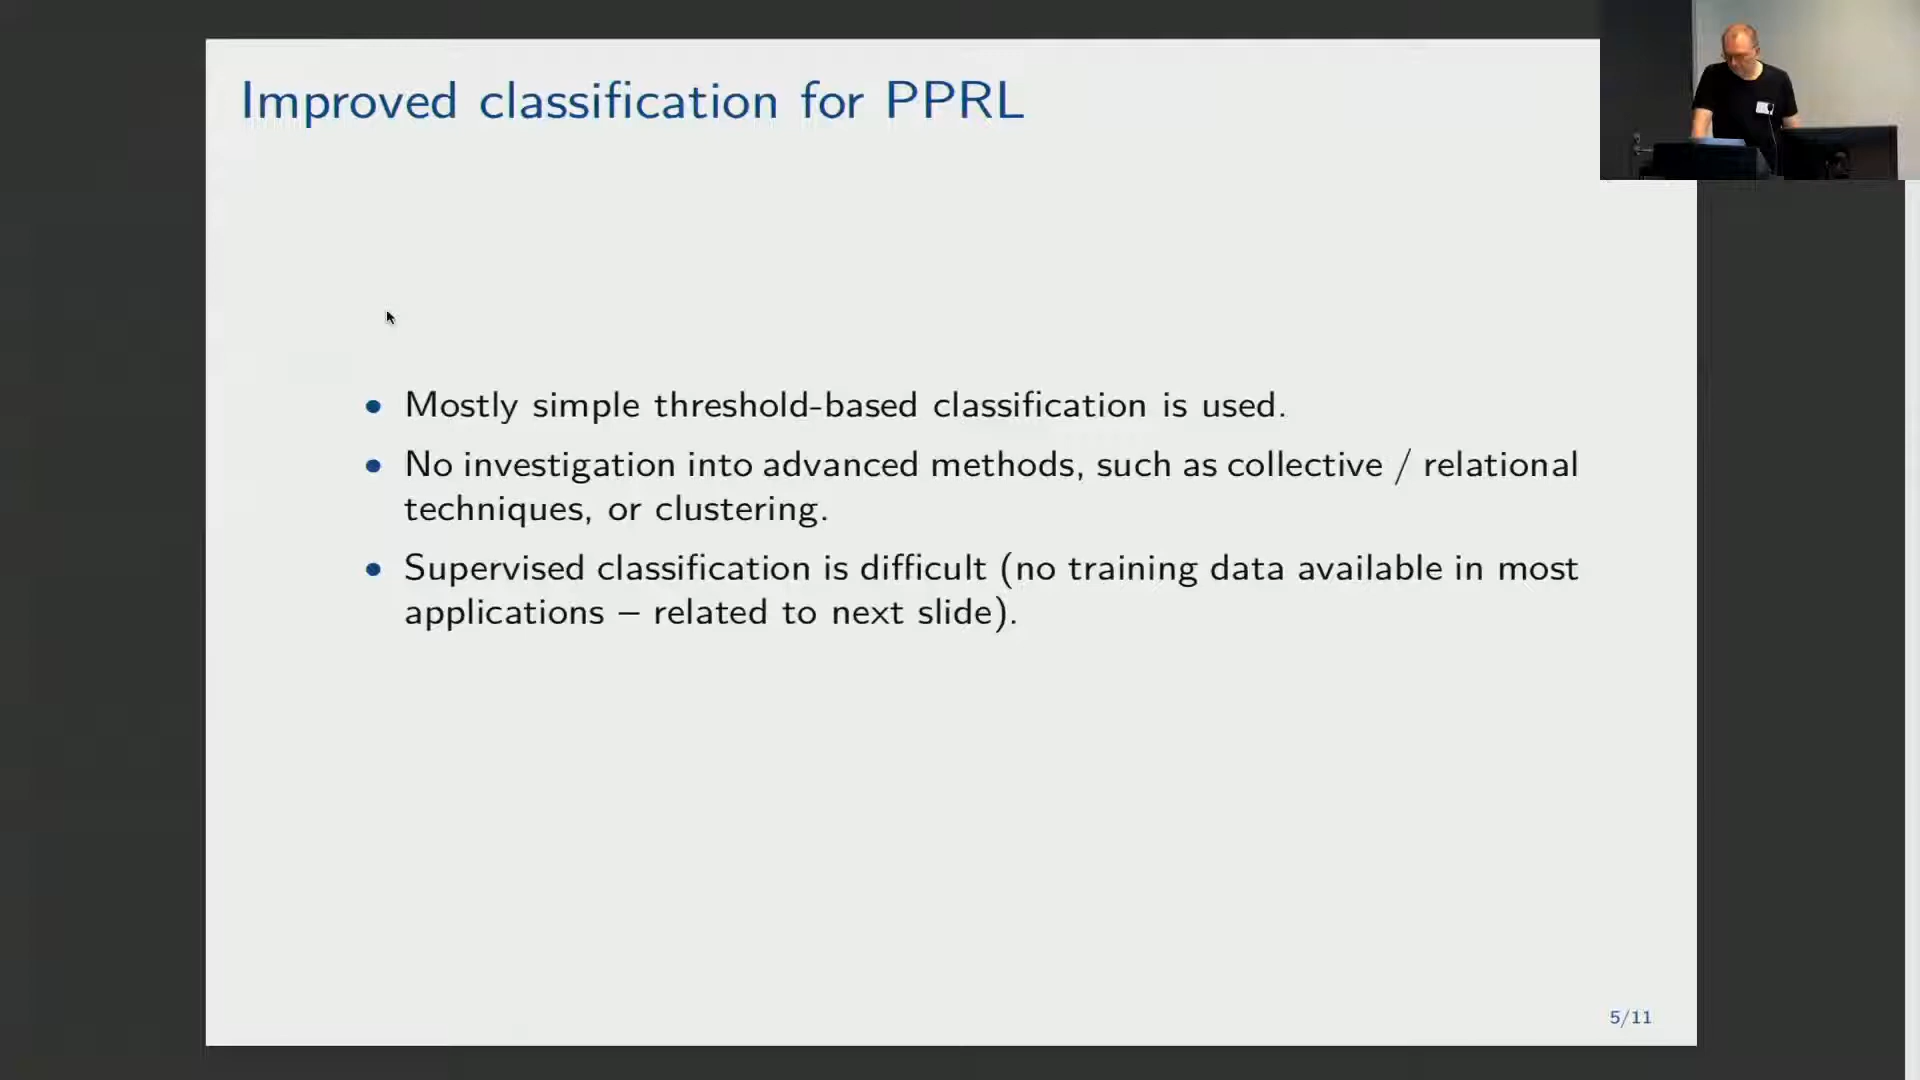 Improved classification for PPRL
• Mostly simple threshold-based classification is used.
• No investigation into advanced methods, such as collective / relational
techniques, or clustering.
• Supervised classification is difficult (no training data available in most
applications – related to next slide).
5/11